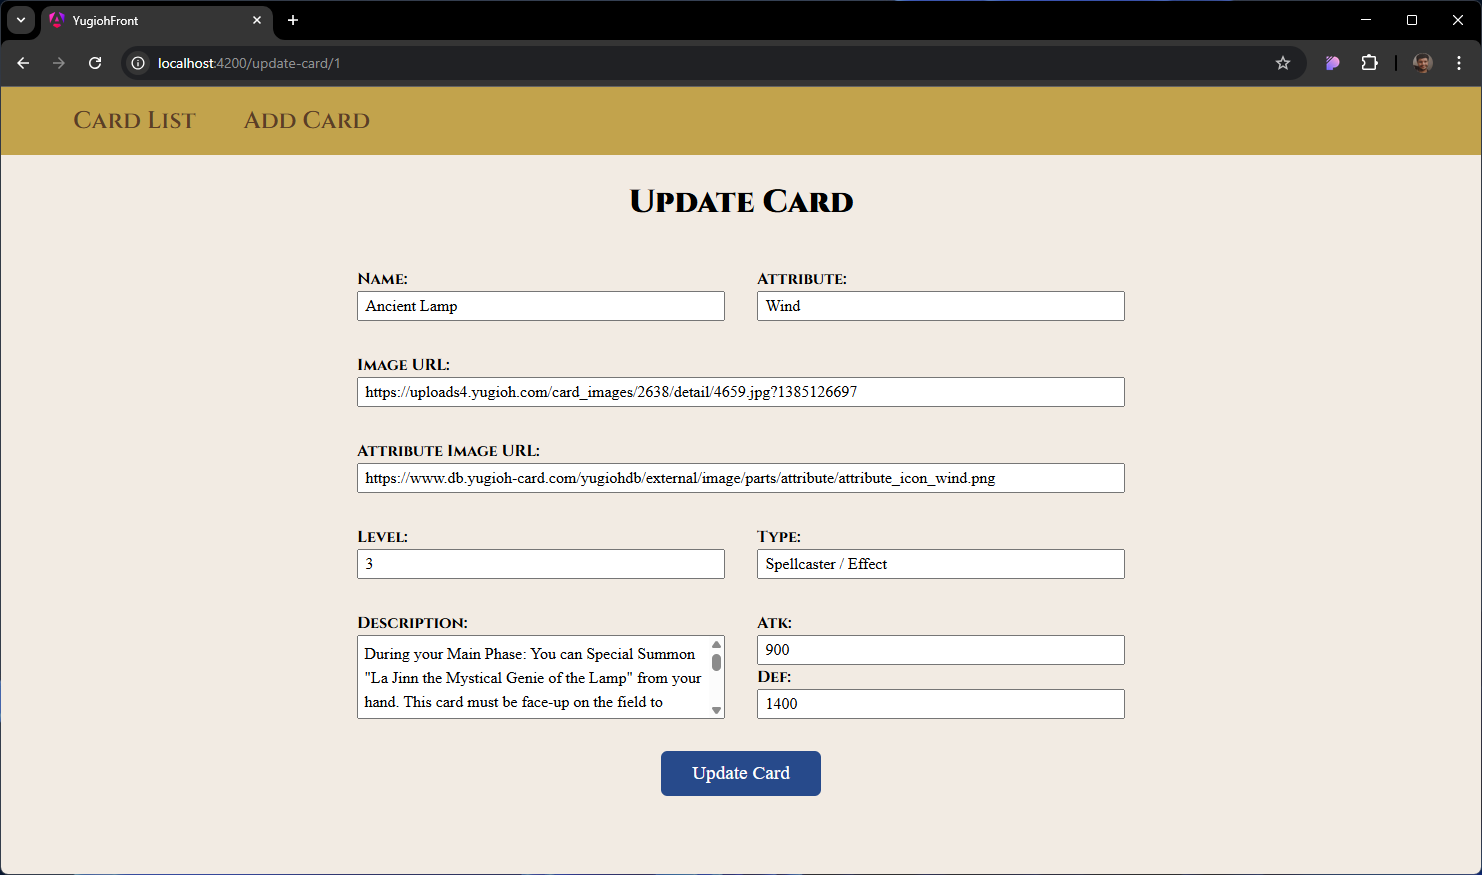 YugiohFront
localhost:4200/update-card/1
Card List Add Card
Update Card
Name: Attribute:
Ancient Lamp Wind
Image URL:
https://uploads4.yugioh.com/card_images/2638/detail/4659.jpg?1385126697
Attribute Image URL:
https://www.db.yugioh-card.com/yugiohdb/external/image/parts/attribute/attribute_icon_wind.png
Level: Type:
3 Spellcaster / Effect
Description:
During your Main Phase: You can Special Summon
"La Jinn the Mystical Genie of the Lamp" from your
hand. This card must be face-up on the field to
Atk:
900
Def:
1400
Update Card